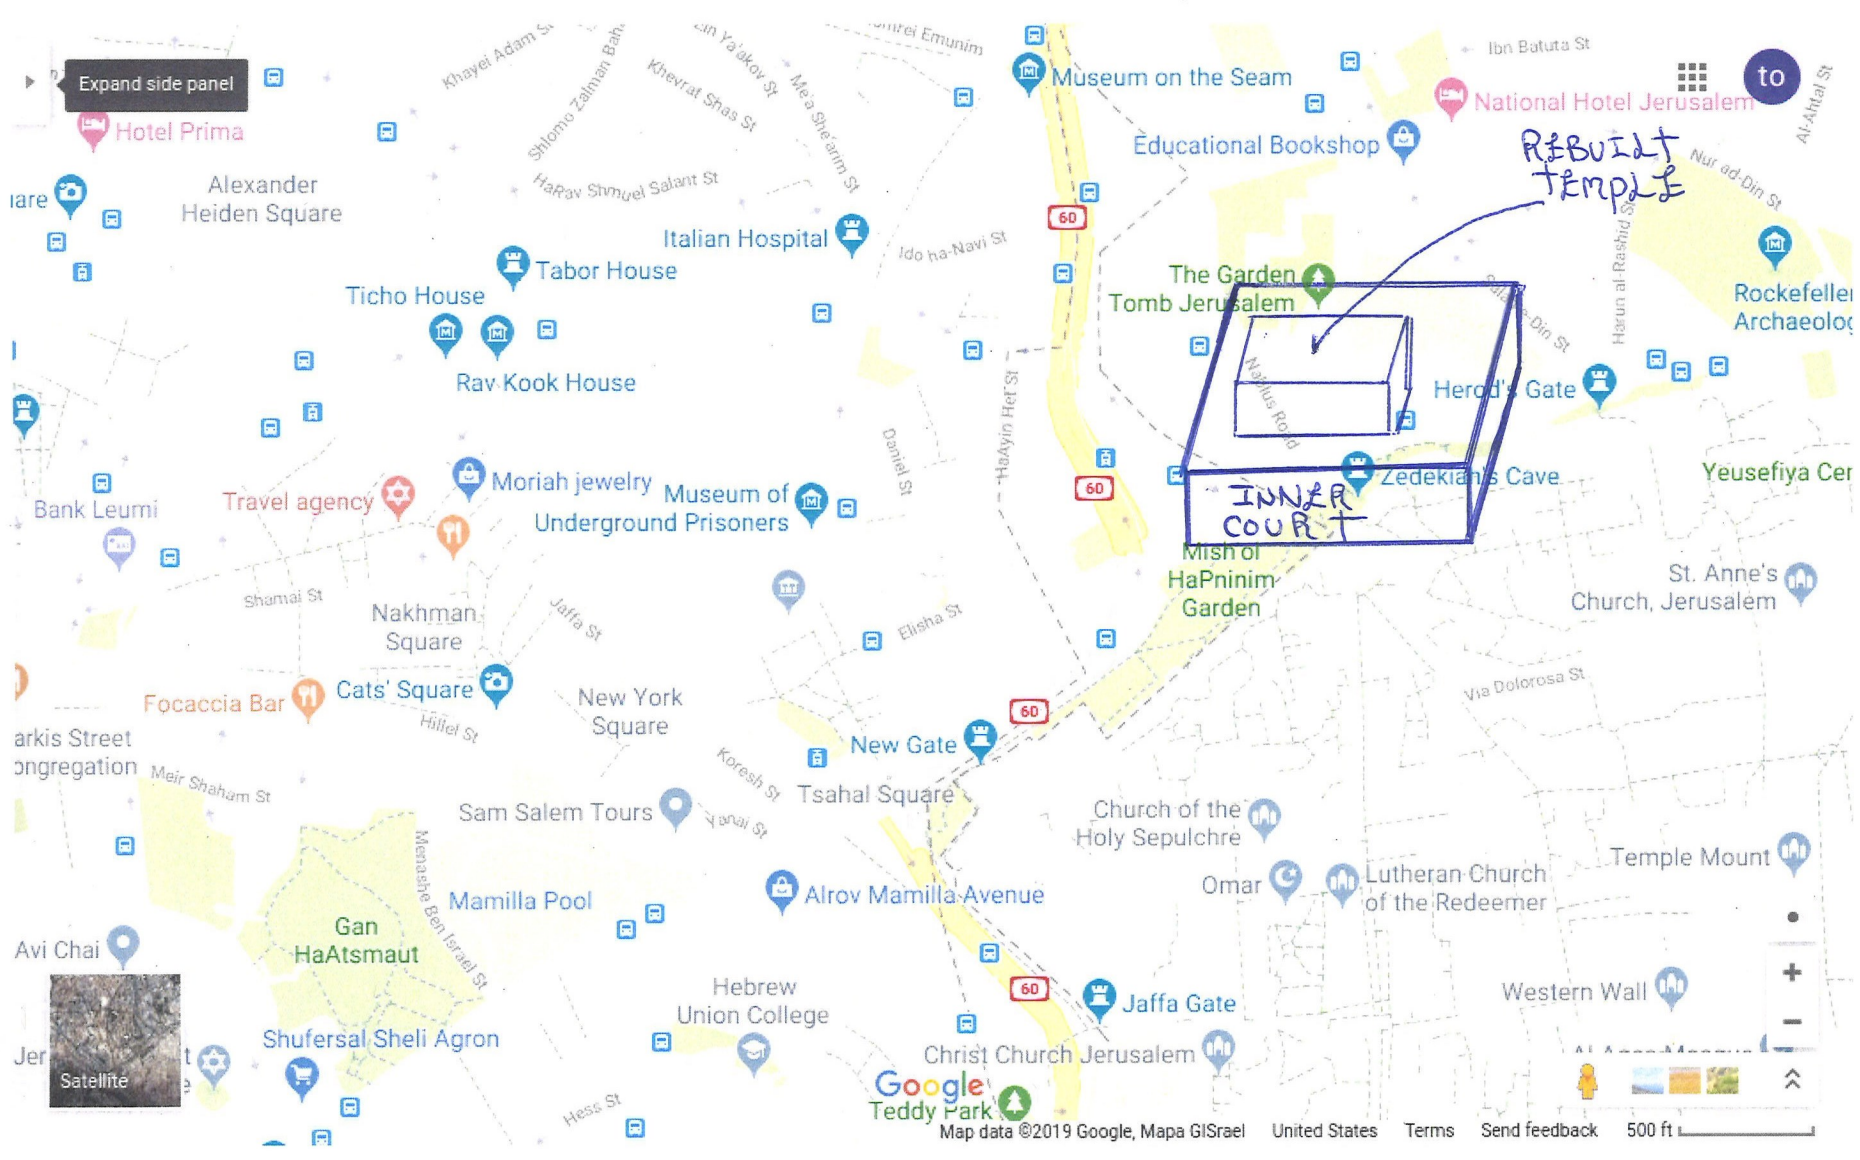 Expand side panel
Hotel Prima
Khayei Adam St
Shlomo Zalman Bah
Zin Ya'akov St
Khevrat Shas St
Me'a She'arim St
HaRav Shmuel Salant St
Museum on the Seam
Ibn Batuta St
National Hotel Jerusalem
to
Al-Ahtal St
Educational Bookshop
REBUILT
TEMPLE
Nur ad-Din St
Harun al-Rashid St
Alexander
Heiden Square
60
Italian Hospital
Ido ha-Navi St
Tabor House
Ticho House
Rav Kook House
The Garden
Tomb Jerusalem
Rockefeller
Archaeolog
HaAyin Het St
Nablus Road
Herod's Gate
Daniel St
60
Zedekiah's Cave
Yeusefiya Cer
INNER
COURT
Bank Leumi
Travel agency
Moriah jewelry
Museum of
Underground Prisoners
Mish'ol
HaPninim
Garden
St. Anne's
Church, Jerusalem
Shamai St
Nakhman
Square
Jaffa St
Elisha St
Via Dolorosa St
Focaccia Bar
Cats' Square
Hillel St
New York
Square
60
New Gate
arkis Street
ongregation
Meir Shaham St
Koresh St
Tsahal Square
Sam Salem Tours
Yanai St
Church of the
Holy Sepulchre
Temple Mount
Menashe Ben Israel St
Mamilla Pool
Alrov Mamilla Avenue
Omar
Lutheran Church
of the Redeemer
Gan
HaAtsmaut
Avi Chai
Hebrew
Union College
60
Jaffa Gate
Western Wall
Shufersal Sheli Agron
Christ Church Jerusalem
Satellite
Hess St
Google
Teddy Park
Map data ©2019 Google, Mapa GISrael United States Terms Send feedback 500 ft